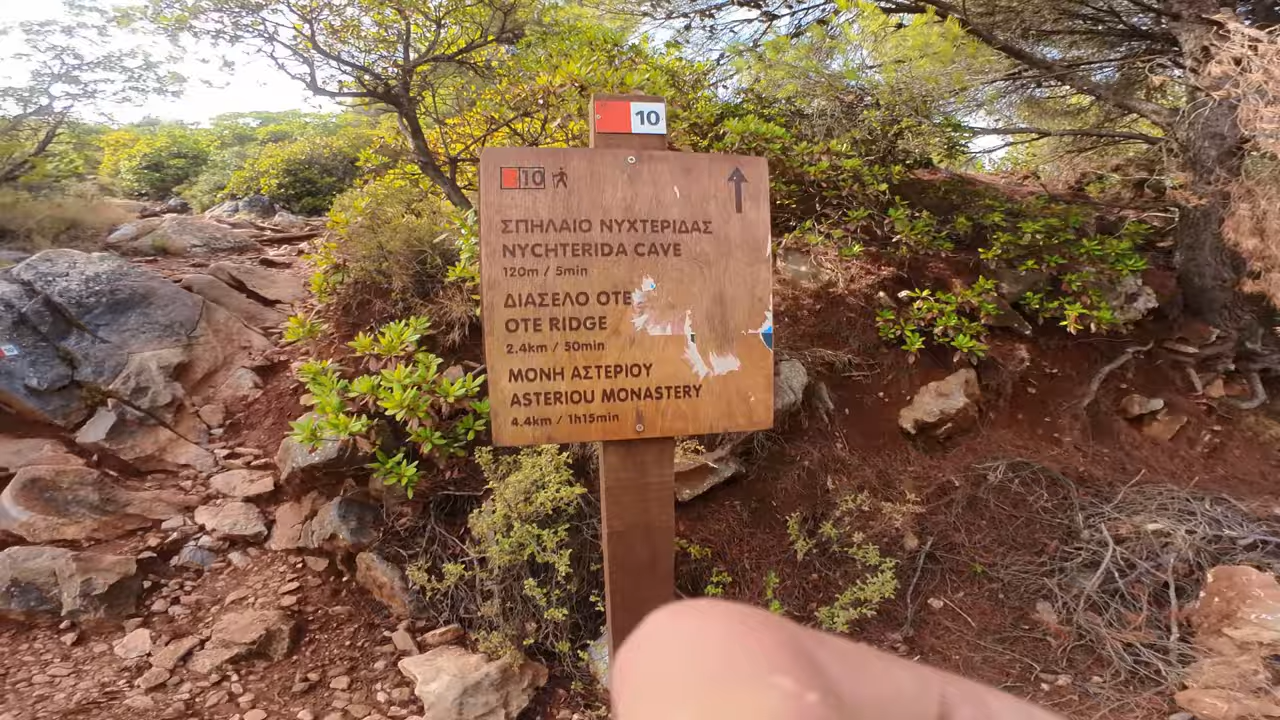 10
10
ΣΠΗΛΑΙΟ ΝΥΧΤΕΡΙΔΑΣ
NYCHTERIDA CAVE
120m / 5min
ΔΙΑΣΕΛΟ ΟΤΕ
OTE RIDGE
2.4km / 50min
ΜΟΝΗ ΑΣΤΕΡΙΟΥ
ASTERIOU MONASTERY
4.4km / 1h15min